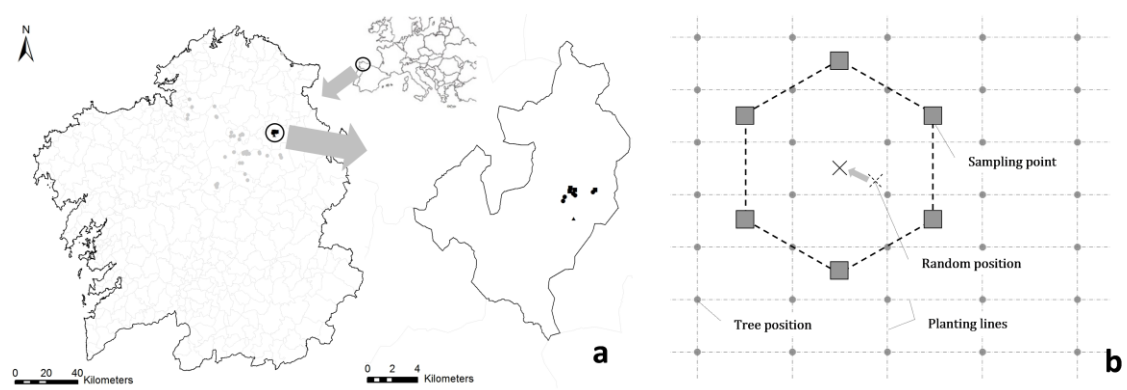 N
0 20 40
Kilometers
0 2 4
Kilometers
a
Sampling point
Random position
Tree position
Planting lines
b